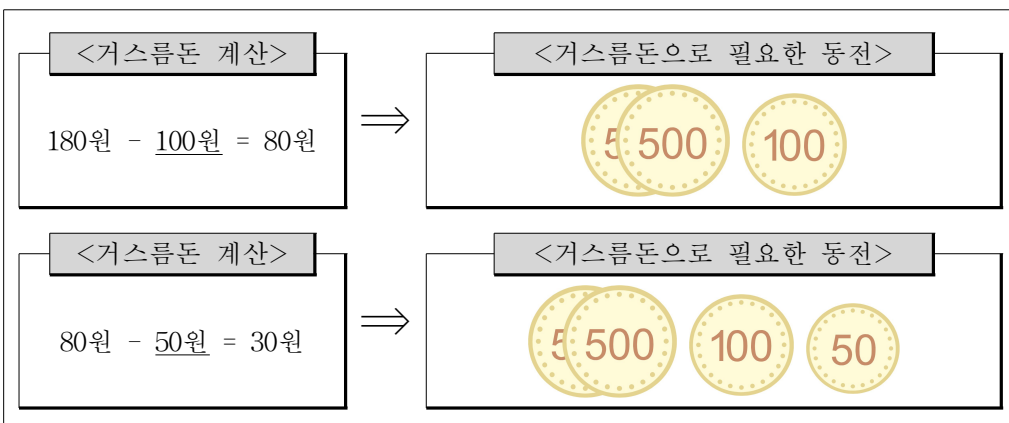 <거스름돈 계산>
<거스름돈으로 필요한 동전>
180원 - 100원 = 80원
⇒
5 500 100
<거스름돈 계산>
<거스름돈으로 필요한 동전>
80원 - 50원 = 30원
⇒
5 500 100 50